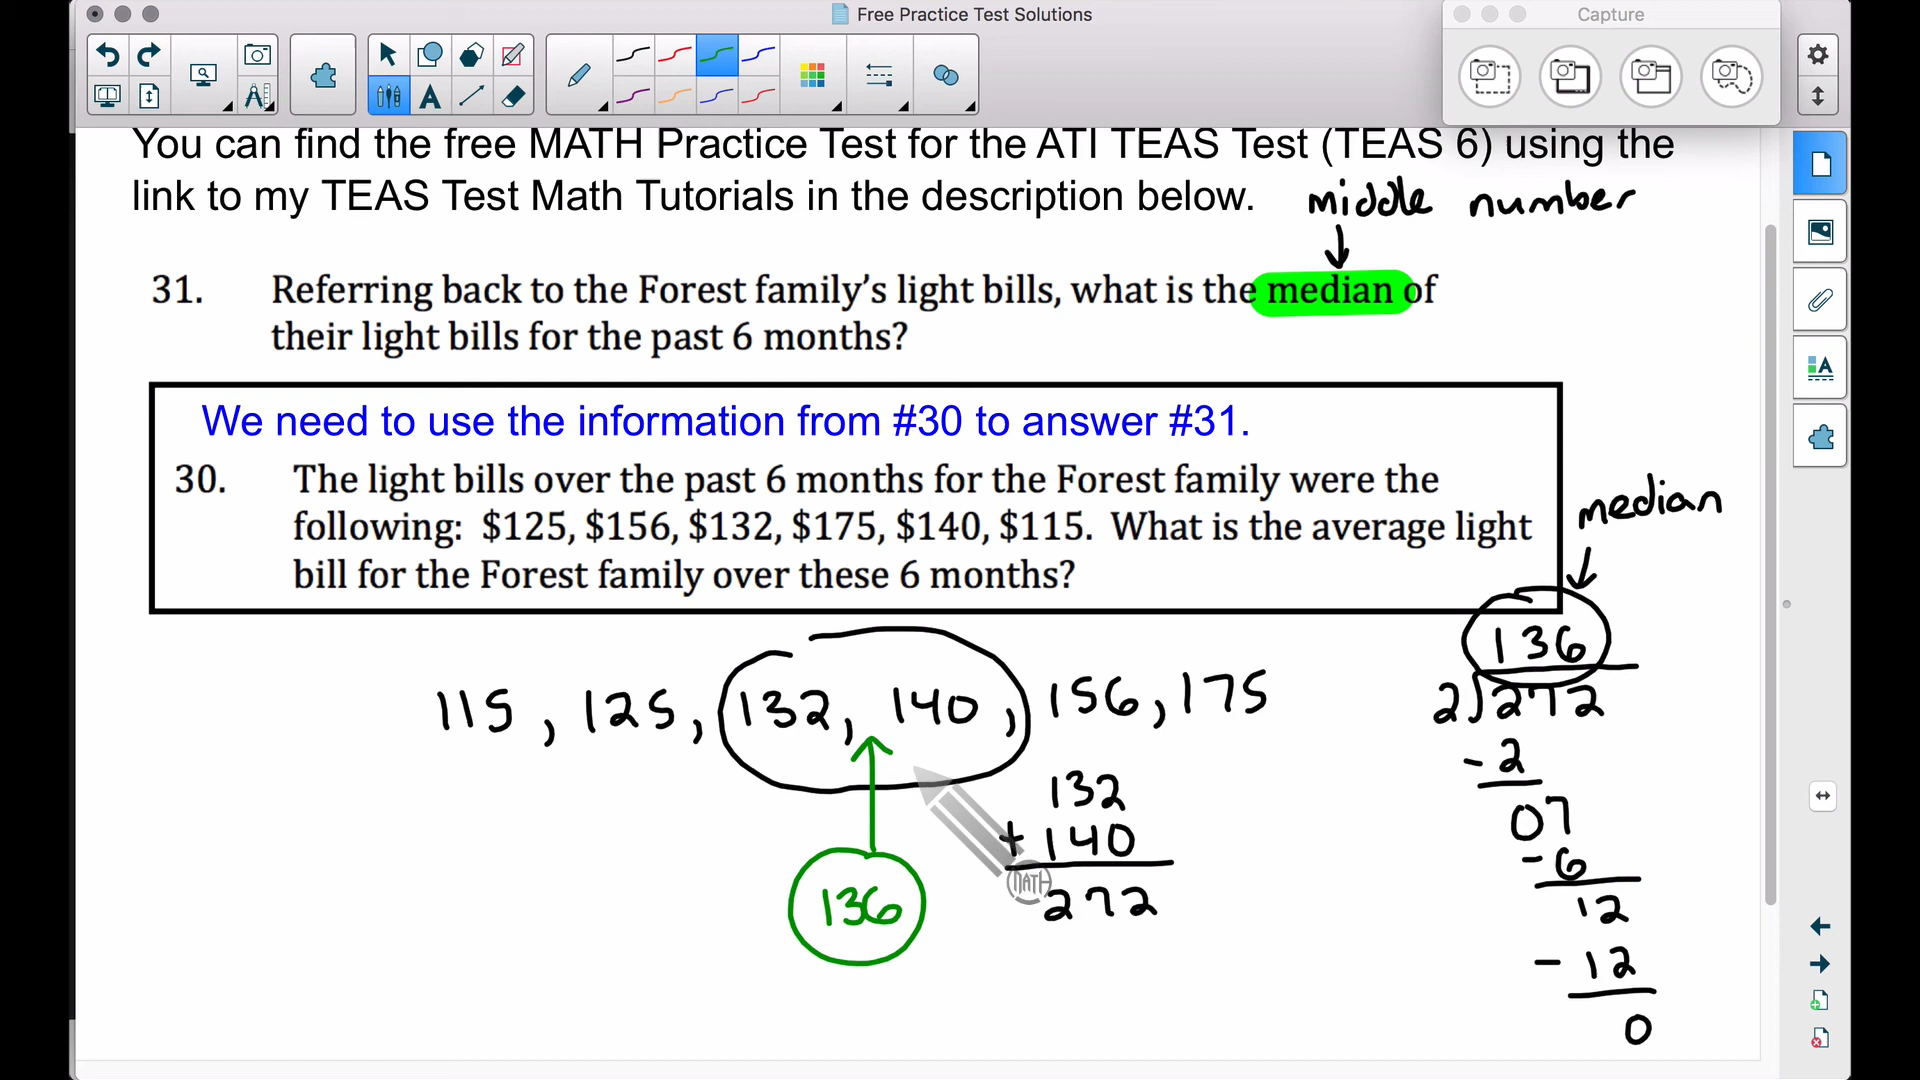 Free Practice Test Solutions
Capture
You can find the free MATH Practice Test for the ATI TEAS Test (TEAS 6) using the
link to my TEAS Test Math Tutorials in the description below.
middle number
31. Referring back to the Forest family's light bills, what is the median of
their light bills for the past 6 months?
We need to use the information from #30 to answer #31.
30. The light bills over the past 6 months for the Forest family were the
following: $125, $156, $132, $175, $140, $115. What is the average light
bill for the Forest family over these 6 months?
median
136
115, 125, 132, 140, 156, 175
2)272
-2
07
-6
12
-12
0
132
+ 140
272
136
MATH